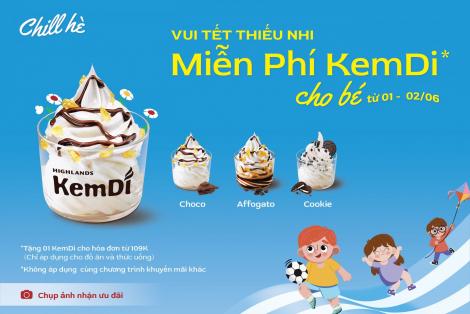 Chill hè
VUI TẾT THIẾU NHI
Miễn Phí KemDi*
cho bé từ 01 - 02/06
HIGHLANDS
KemDi
Choco
Affogato
Cookie
*Tặng 01 KemDi cho hóa đơn từ 109K
(Chỉ áp dụng cho đồ ăn và thức uống)
*Không áp dụng cùng chương trình khuyến mãi khác
Chụp ảnh nhận ưu đãi